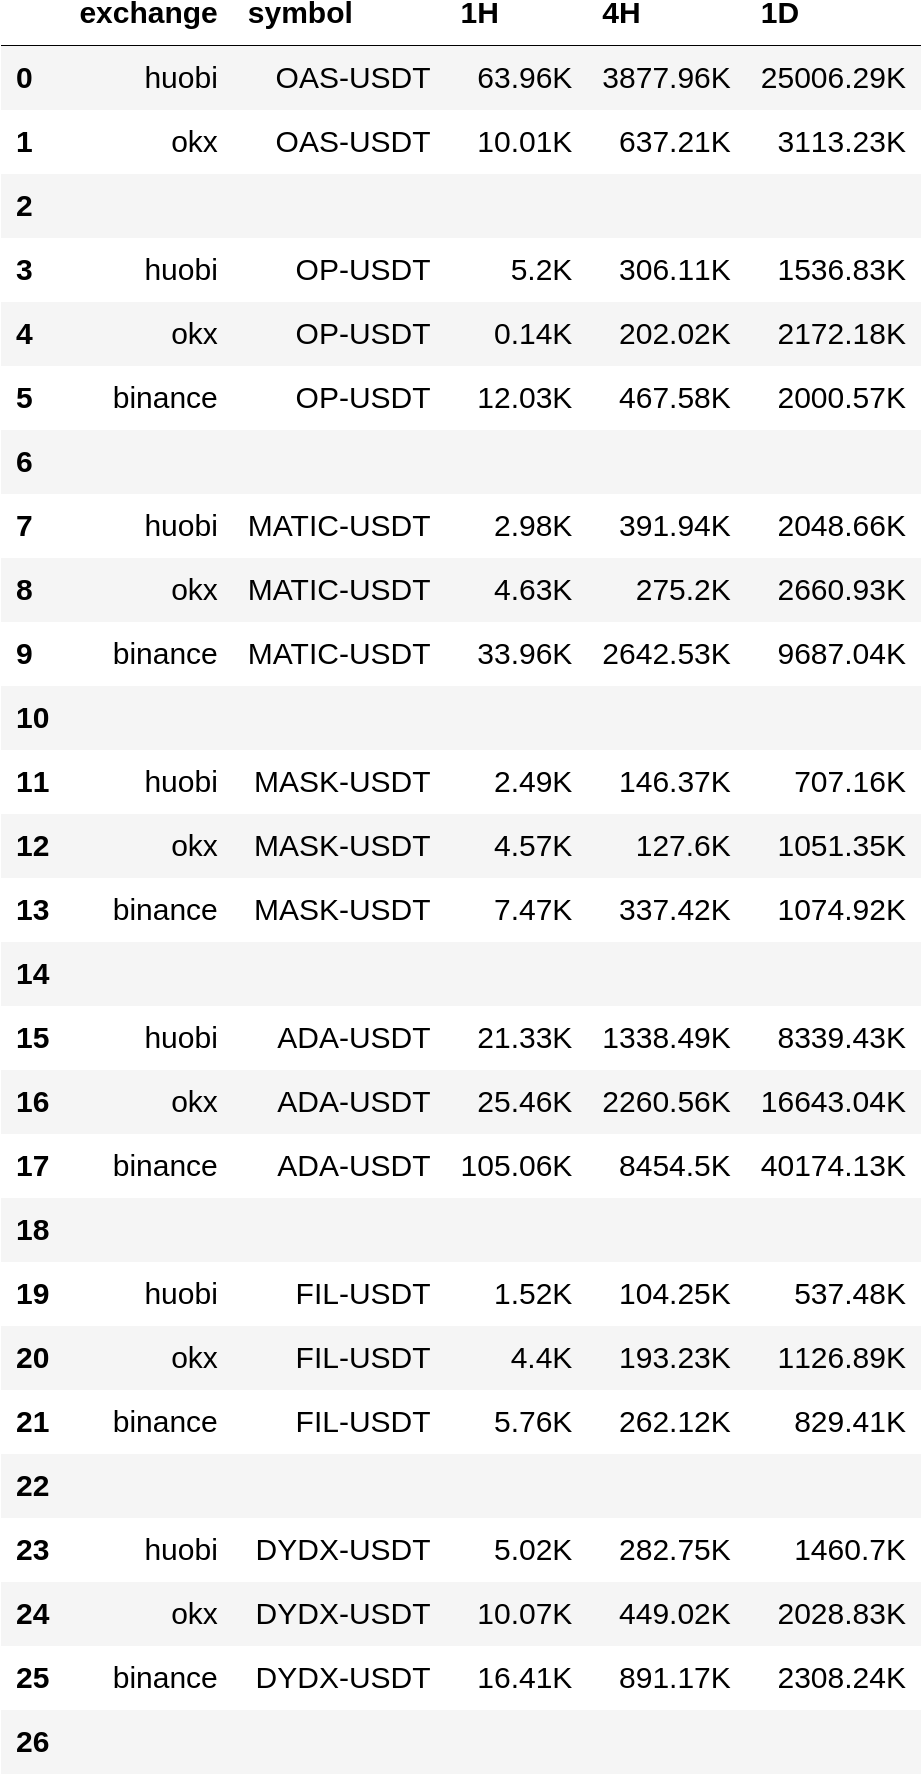 exchange symbol 1H 4H 1D
0 huobi OAS-USDT 63.96K 3877.96K 25006.29K
1 okx OAS-USDT 10.01K 637.21K 3113.23K
2
3 huobi OP-USDT 5.2K 306.11K 1536.83K
4 okx OP-USDT 0.14K 202.02K 2172.18K
5 binance OP-USDT 12.03K 467.58K 2000.57K
6
7 huobi MATIC-USDT 2.98K 391.94K 2048.66K
8 okx MATIC-USDT 4.63K 275.2K 2660.93K
9 binance MATIC-USDT 33.96K 2642.53K 9687.04K
10
11 huobi MASK-USDT 2.49K 146.37K 707.16K
12 okx MASK-USDT 4.57K 127.6K 1051.35K
13 binance MASK-USDT 7.47K 337.42K 1074.92K
14
15 huobi ADA-USDT 21.33K 1338.49K 8339.43K
16 okx ADA-USDT 25.46K 2260.56K 16643.04K
17 binance ADA-USDT 105.06K 8454.5K 40174.13K
18
19 huobi FIL-USDT 1.52K 104.25K 537.48K
20 okx FIL-USDT 4.4K 193.23K 1126.89K
21 binance FIL-USDT 5.76K 262.12K 829.41K
22
23 huobi DYDX-USDT 5.02K 282.75K 1460.7K
24 okx DYDX-USDT 10.07K 449.02K 2028.83K
25 binance DYDX-USDT 16.41K 891.17K 2308.24K
26